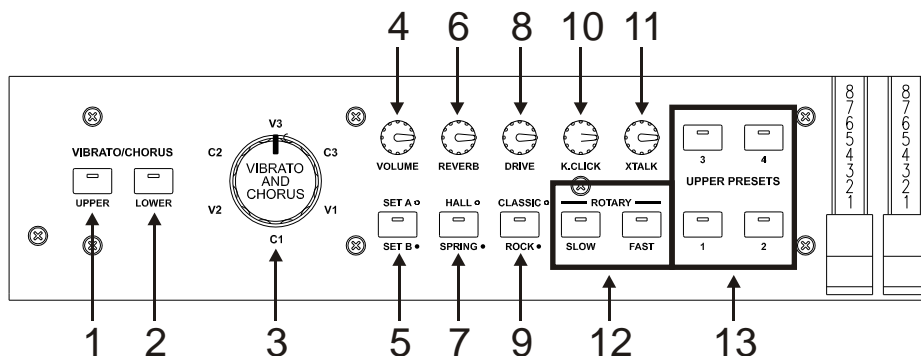 4 6 8 10 11
V3
C2 C3
VIBRATO/CHORUS
UPPER LOWER
VIBRATO
AND
CHORUS
V2 V1
C1
VOLUME REVERB DRIVE K.CLICK XTALK
SET A HALL CLASSIC ROTARY
SET B SPRING ROCK SLOW FAST
3 4
UPPER PRESETS
1 2
8 8
7 7
6 6
5 5
4 4
3 3
2 2
1 1
1 2 3 5 7 9 12 13